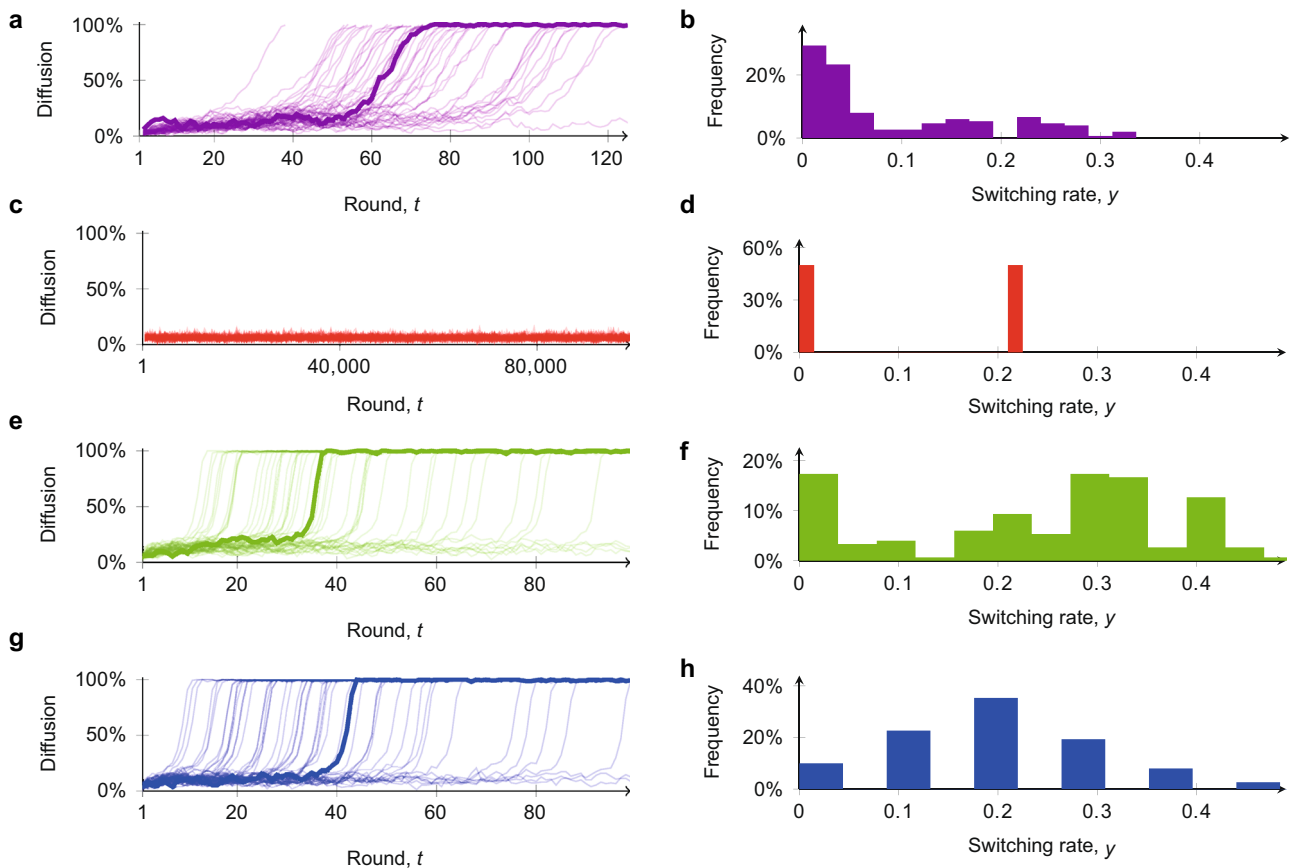 a
100%
50%
0%
Diffusion
1 20 40 60 80 100 120
Round, t
b
20%
0%
Frequency
0 0.1 0.2 0.3 0.4
Switching rate, y
c
100%
50%
0%
Diffusion
1 40,000 80,000
Round, t
d
60%
30%
0%
Frequency
0 0.1 0.2 0.3 0.4
Switching rate, y
e
100%
50%
0%
Diffusion
1 20 40 60 80
Round, t
f
20%
10%
0%
Frequency
0 0.1 0.2 0.3 0.4
Switching rate, y
g
100%
50%
0%
Diffusion
1 20 40 60 80
Round, t
h
40%
20%
0%
Frequency
0 0.1 0.2 0.3 0.4
Switching rate, y